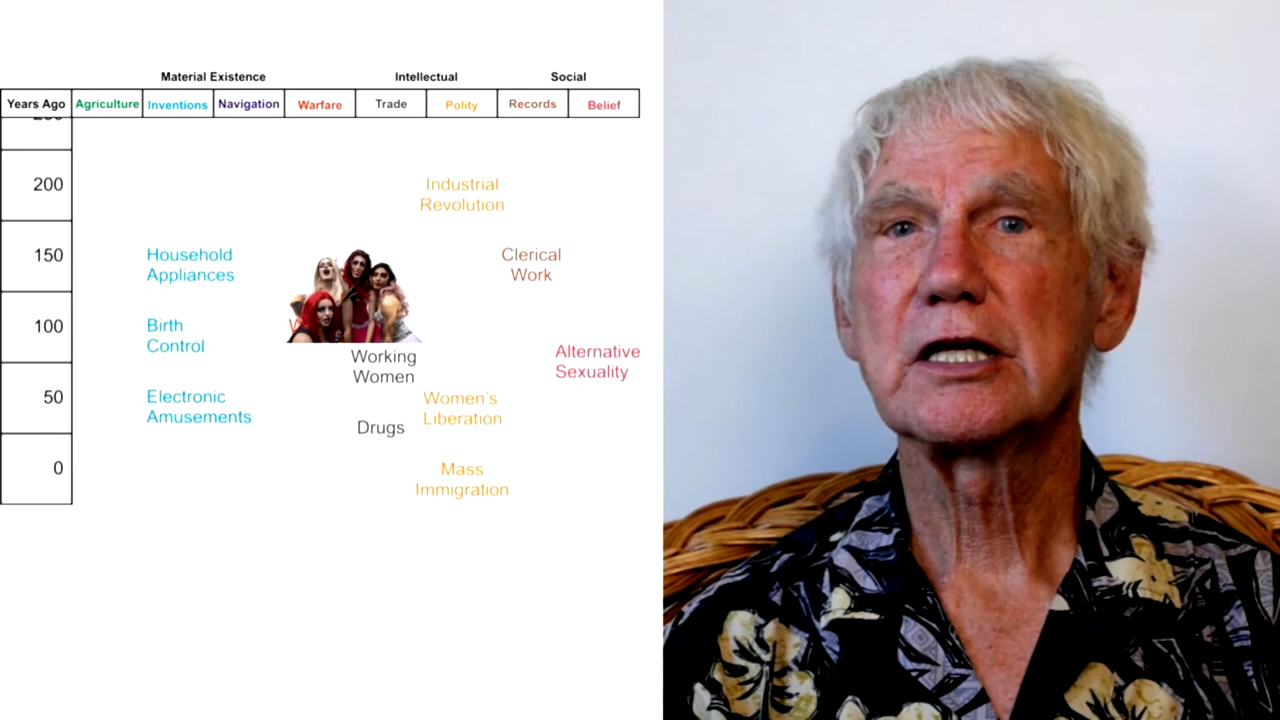 Material Existence Intellectual Social
Years Ago Agriculture Inventions Navigation Warfare Trade Polity Records Belief
200
Industrial
Revolution
150
Household
Appliances
Clerical
Work
100
Birth
Control
Working
Women
Alternative
Sexuality
50
Electronic
Amusements
Women's
Liberation
Drugs
0
Mass
Immigration